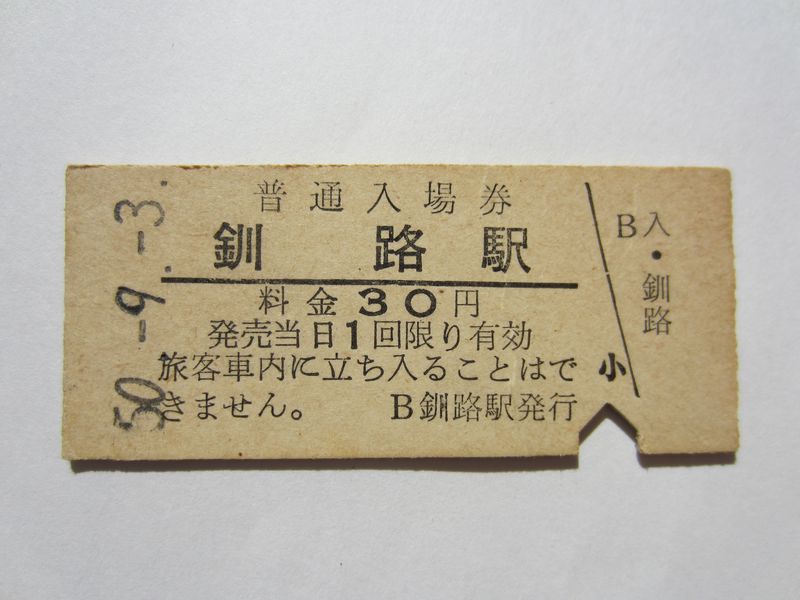 普通入場券
釧路駅
料金30円
発売当日1回限り有効
旅客車内に立ち入ることはで
きません。 B釧路駅発行
小
B入・釧路
50.-9.-3.